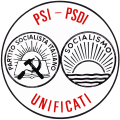 PSI - PSDI
PARTITO SOCIALISTA ITALIANO
SOCIALISMO
UNIFICATI